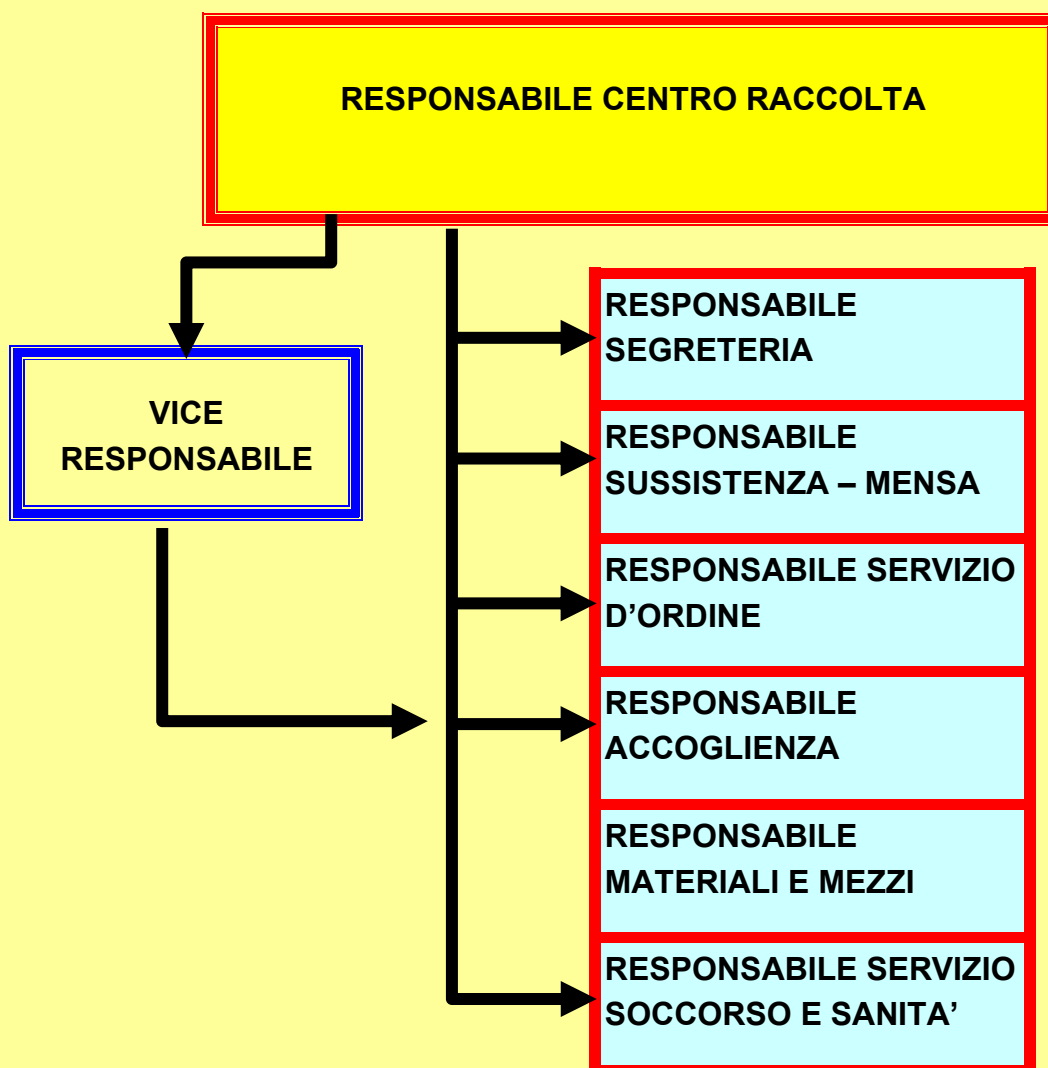 RESPONSABILE CENTRO RACCOLTA
VICE
RESPONSABILE
RESPONSABILE
SEGRETERIA
RESPONSABILE
SUSSISTENZA – MENSA
RESPONSABILE SERVIZIO
D’ORDINE
RESPONSABILE
ACCOGLIENZA
RESPONSABILE
MATERIALI E MEZZI
RESPONSABILE SERVIZIO
SOCCORSO E SANITA’